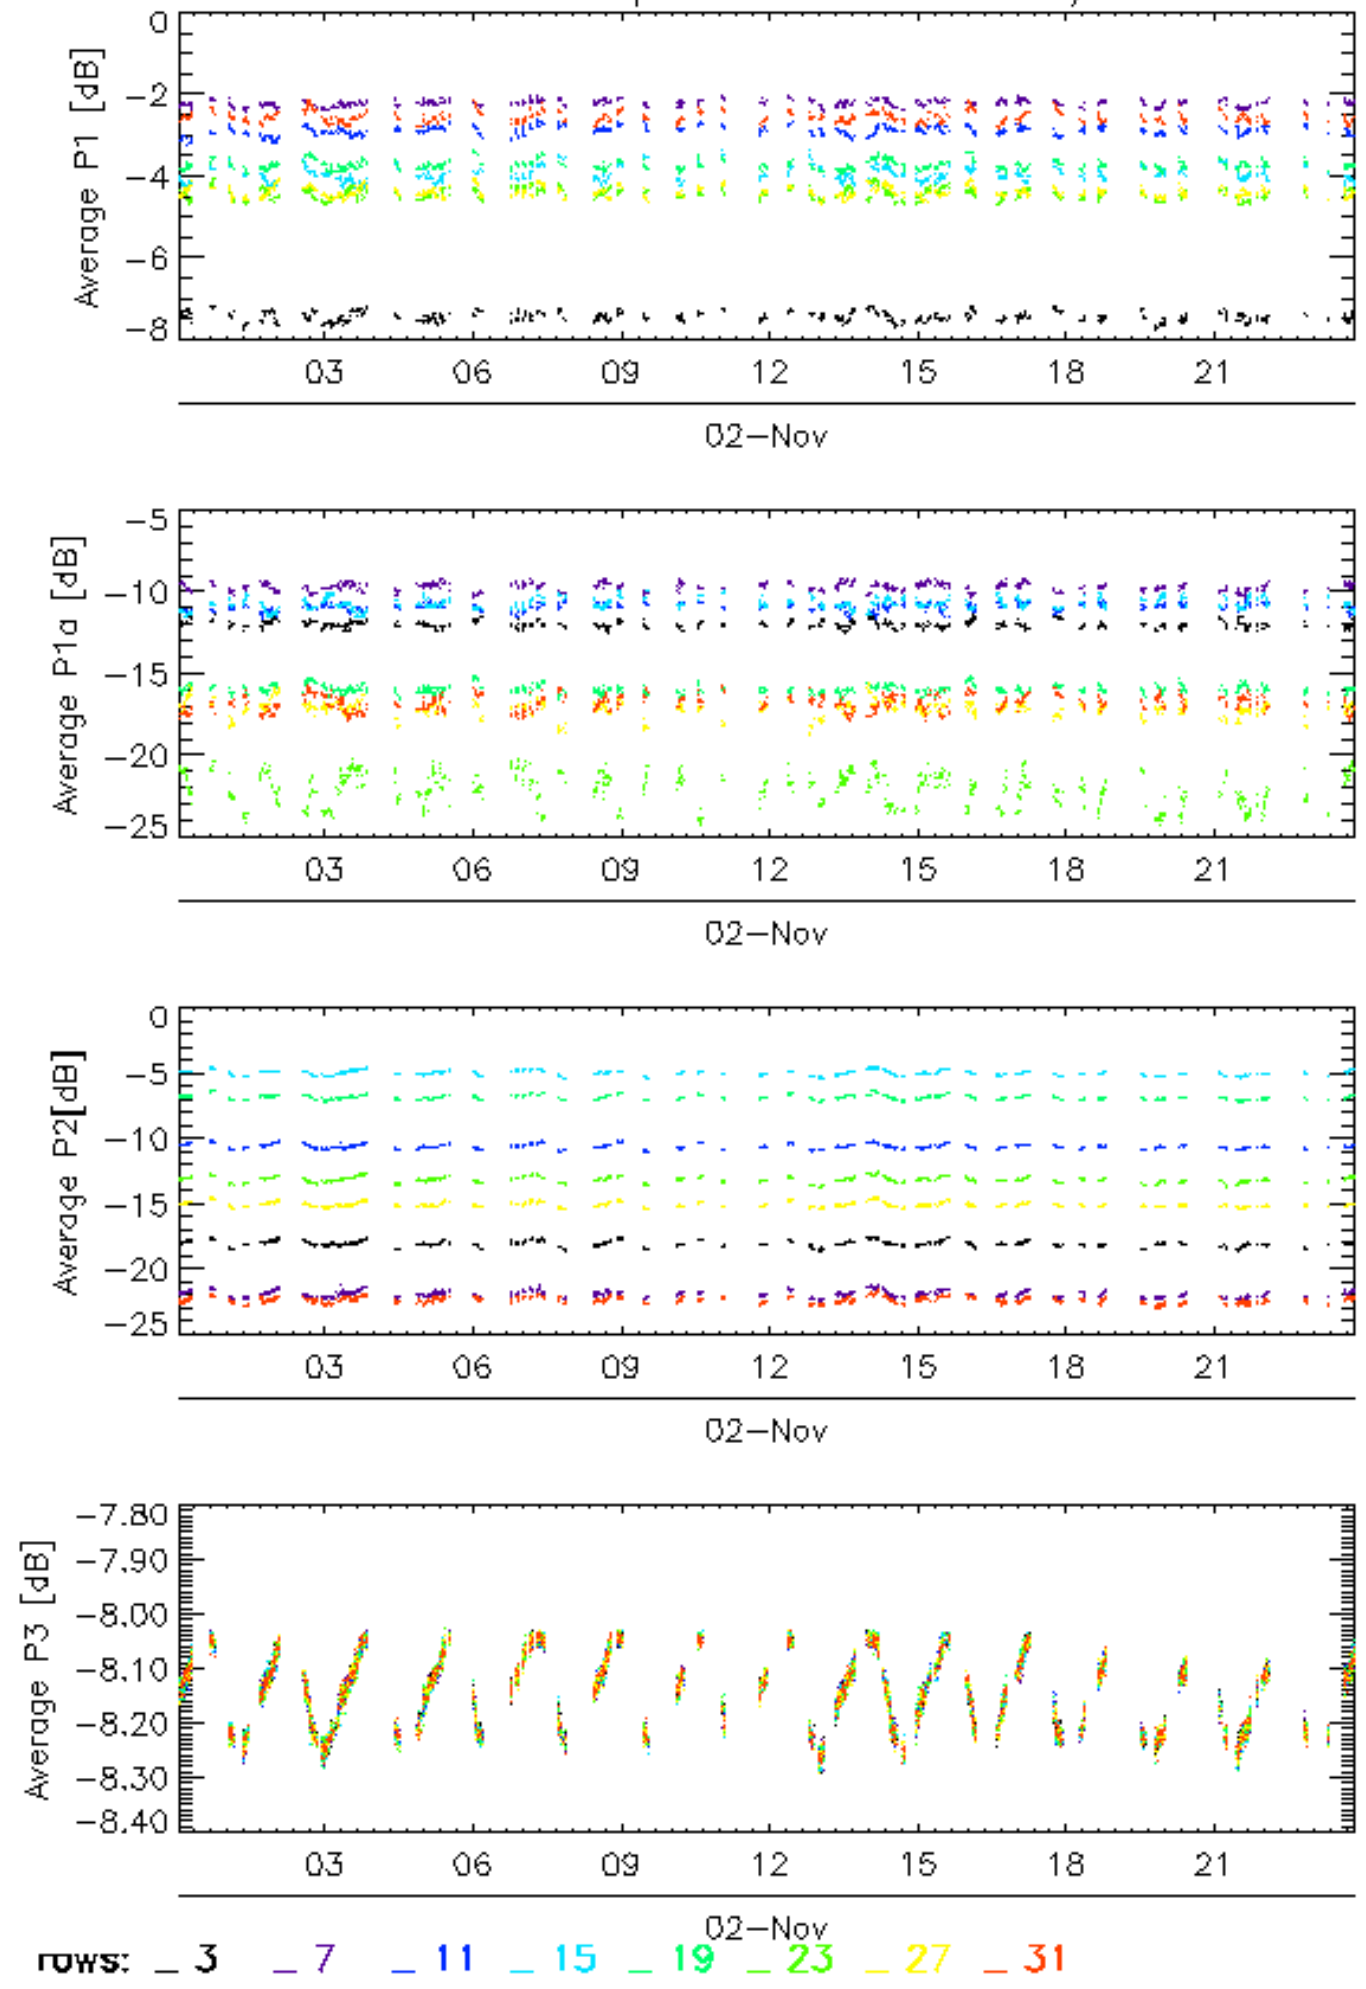 0
−2
−4
−6
−8
Average P1 [dB]
03 06 09 12 15 18 21
02−Nov
−5
−10
−15
−20
−25
Average P1a [dB]
03 06 09 12 15 18 21
02−Nov
0
−5
−10
−15
−20
−25
Average P2[dB]
03 06 09 12 15 18 21
02−Nov
−7.80
−7.90
−8.00
−8.10
−8.20
−8.30
−8.40
Average P3 [dB]
03 06 09 12 15 18 21
02−Nov
rows: _ 3 _ 7 _ 11 _ 15 _ 19 _ 23 _ 27 _ 31